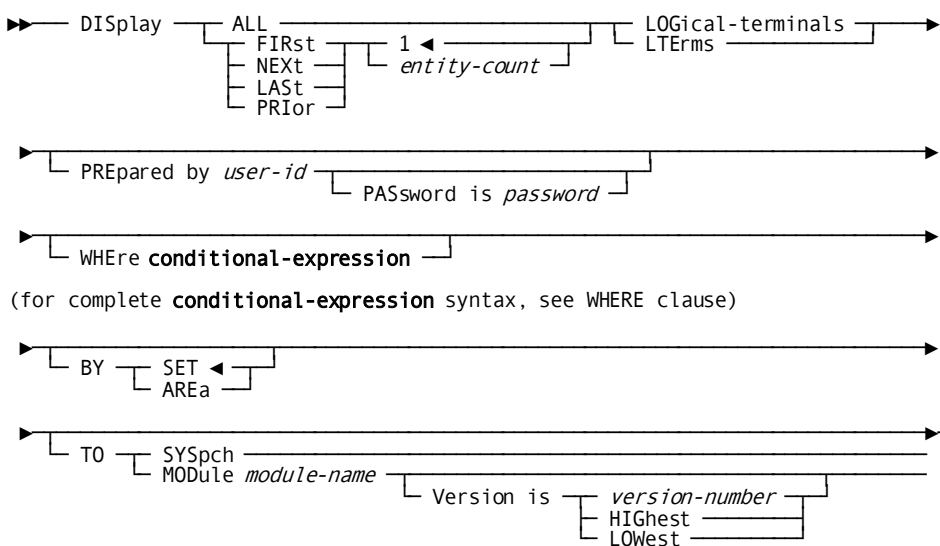 DISplay ALL LOGical-terminals
FIRst 1 LTErms
NEXt entity-count
LASt
PRIor
PREpared by user-id
PASsword is password
WHEre conditional-expression
(for complete conditional-expression syntax, see WHERE clause)
BY SET
AREa
TO SYSpch
MODule module-name
Version is version-number
HIGhest
LOWest